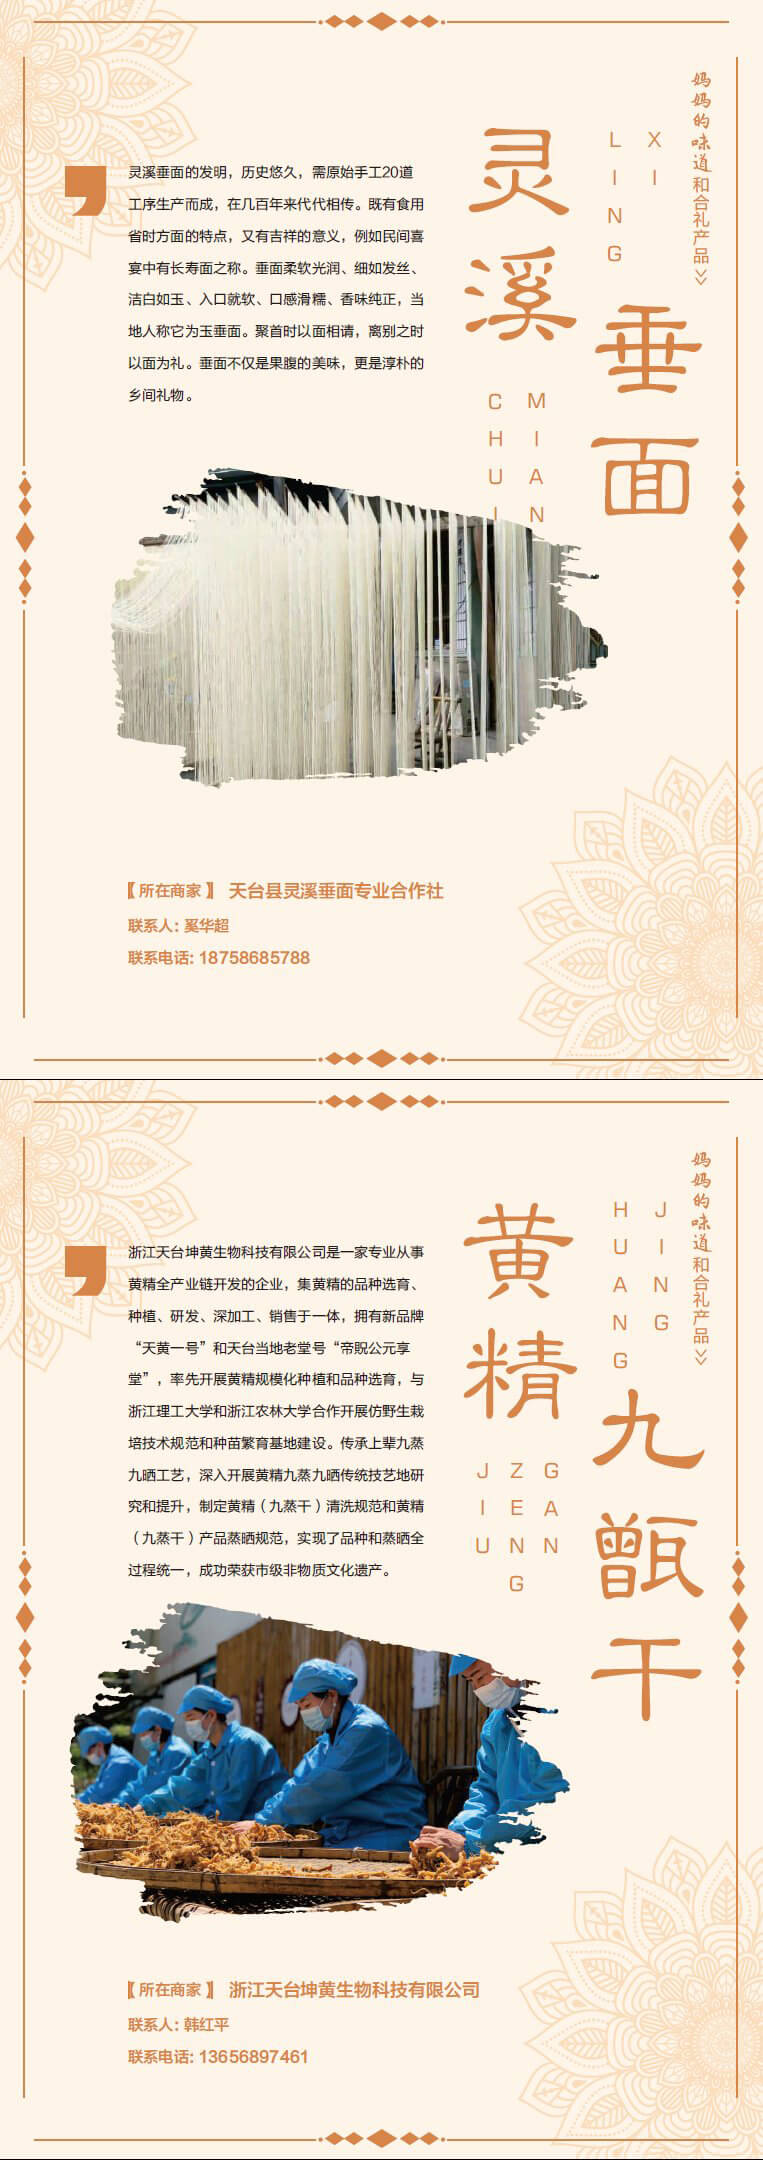 妈妈的味道和合礼产品
灵溪
LING
XI
垂面
CHUI
MIAN
灵溪垂面的发明，历史悠久，需原始手工20道
工序生产而成，在几百年来代代相传。既有食用
省时方面的特点，又有吉祥的意义，例如民间喜
宴中有长寿面之称。垂面柔软光润、细如发丝、
洁白如玉、入口就软、口感滑糯、香味纯正，当
地人称它为玉垂面。聚首时以面相请，离别之时
以面为礼。垂面不仅是果腹的美味，更是淳朴的
乡间礼物。
【所在商家】 天台县灵溪垂面专业合作社
联系人：奚华超
联系电话：18758685788
妈妈的味道和合礼产品
黄精
HUANG
JING
九甑干
JIU
ZENG
GAN
浙江天台坤黄生物科技有限公司是一家专业从事
黄精全产业链开发的企业，集黄精的品种选育、
种植、研发、深加工、销售于一体，拥有新品牌
“天黄一号”和天台当地老堂号“帝贶公元享
堂”，率先开展黄精规模化种植和品种选育，与
浙江理工大学和浙江农林大学合作开展仿野生栽
培技术规范和种苗繁育基地建设。传承上辈九蒸
九晒工艺，深入开展黄精九蒸九晒传统技艺地研
究和提升，制定黄精（九蒸干）清洗规范和黄精
（九蒸干）产品蒸晒规范，实现了品种和蒸晒全
过程统一，成功荣获市级非物质文化遗产。
【所在商家】 浙江天台坤黄生物科技有限公司
联系人：韩红平
联系电话：13656897461